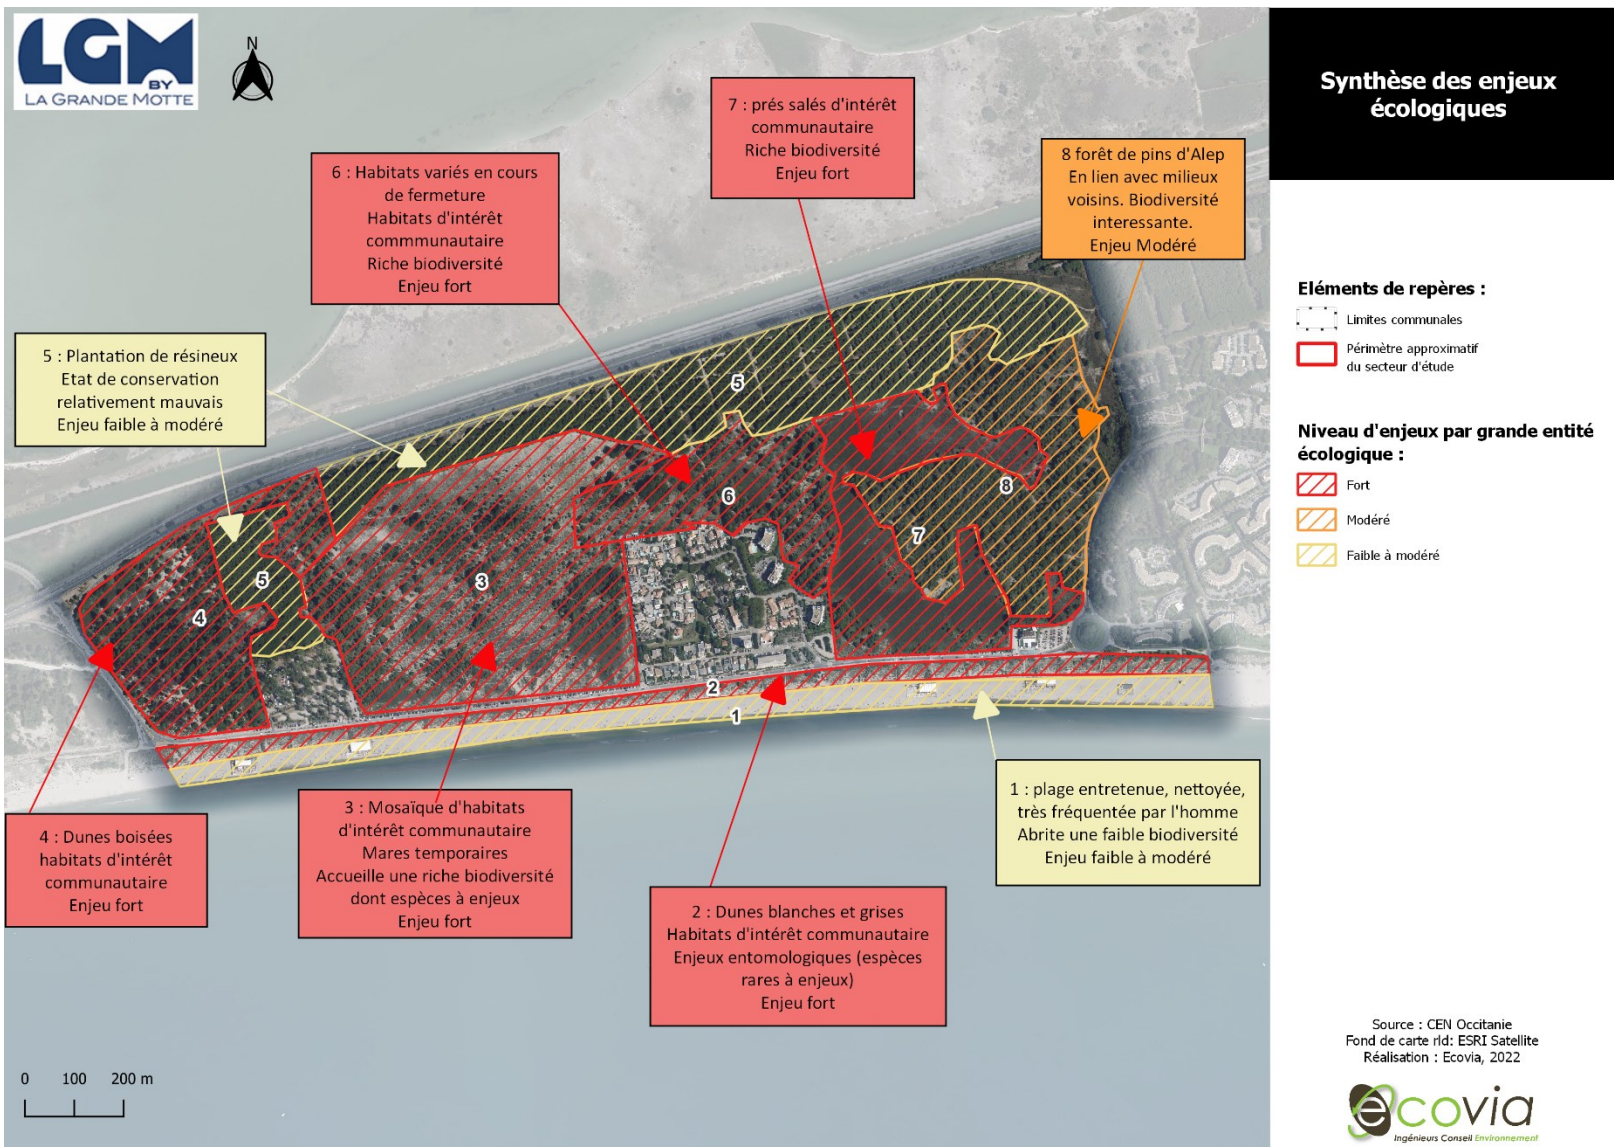 LGM
BY
LA GRANDE MOTTE
N
Synthèse des enjeux
écologiques
7 : prés salés d'intérêt
communautaire
Riche biodiversité
Enjeu fort
6 : Habitats variés en cours
de fermeture
Habitats d'intérêt
commmunautaire
Riche biodiversité
Enjeu fort
8 forêt de pins d'Alep
En lien avec milieux
voisins. Biodiversité
interessante.
Enjeu Modéré
5 : Plantation de résineux
Etat de conservation
relativement mauvais
Enjeu faible à modéré
5
6
8
7
3
5
4
2
1
4 : Dunes boisées
habitats d'intérêt
communautaire
Enjeu fort
3 : Mosaïque d'habitats
d'intérêt communautaire
Mares temporaires
Accueille une riche biodiversité
dont espèces à enjeux
Enjeu fort
2 : Dunes blanches et grises
Habitats d'intérêt communautaire
Enjeux entomologiques (espèces
rares à enjeux)
Enjeu fort
1 : plage entretenue, nettoyée,
très fréquentée par l'homme
Abrite une faible biodiversité
Enjeu faible à modéré
0 100 200 m
Eléments de repères :
Limites communales
Périmètre approximatif
du secteur d'étude
Niveau d'enjeux par grande entité
écologique :
Fort
Modéré
Faible à modéré
Source : CEN Occitanie
Fond de carte rld: ESRI Satellite
Réalisation : Ecovia, 2022
ecovia
Ingénieurs Conseil Environnement